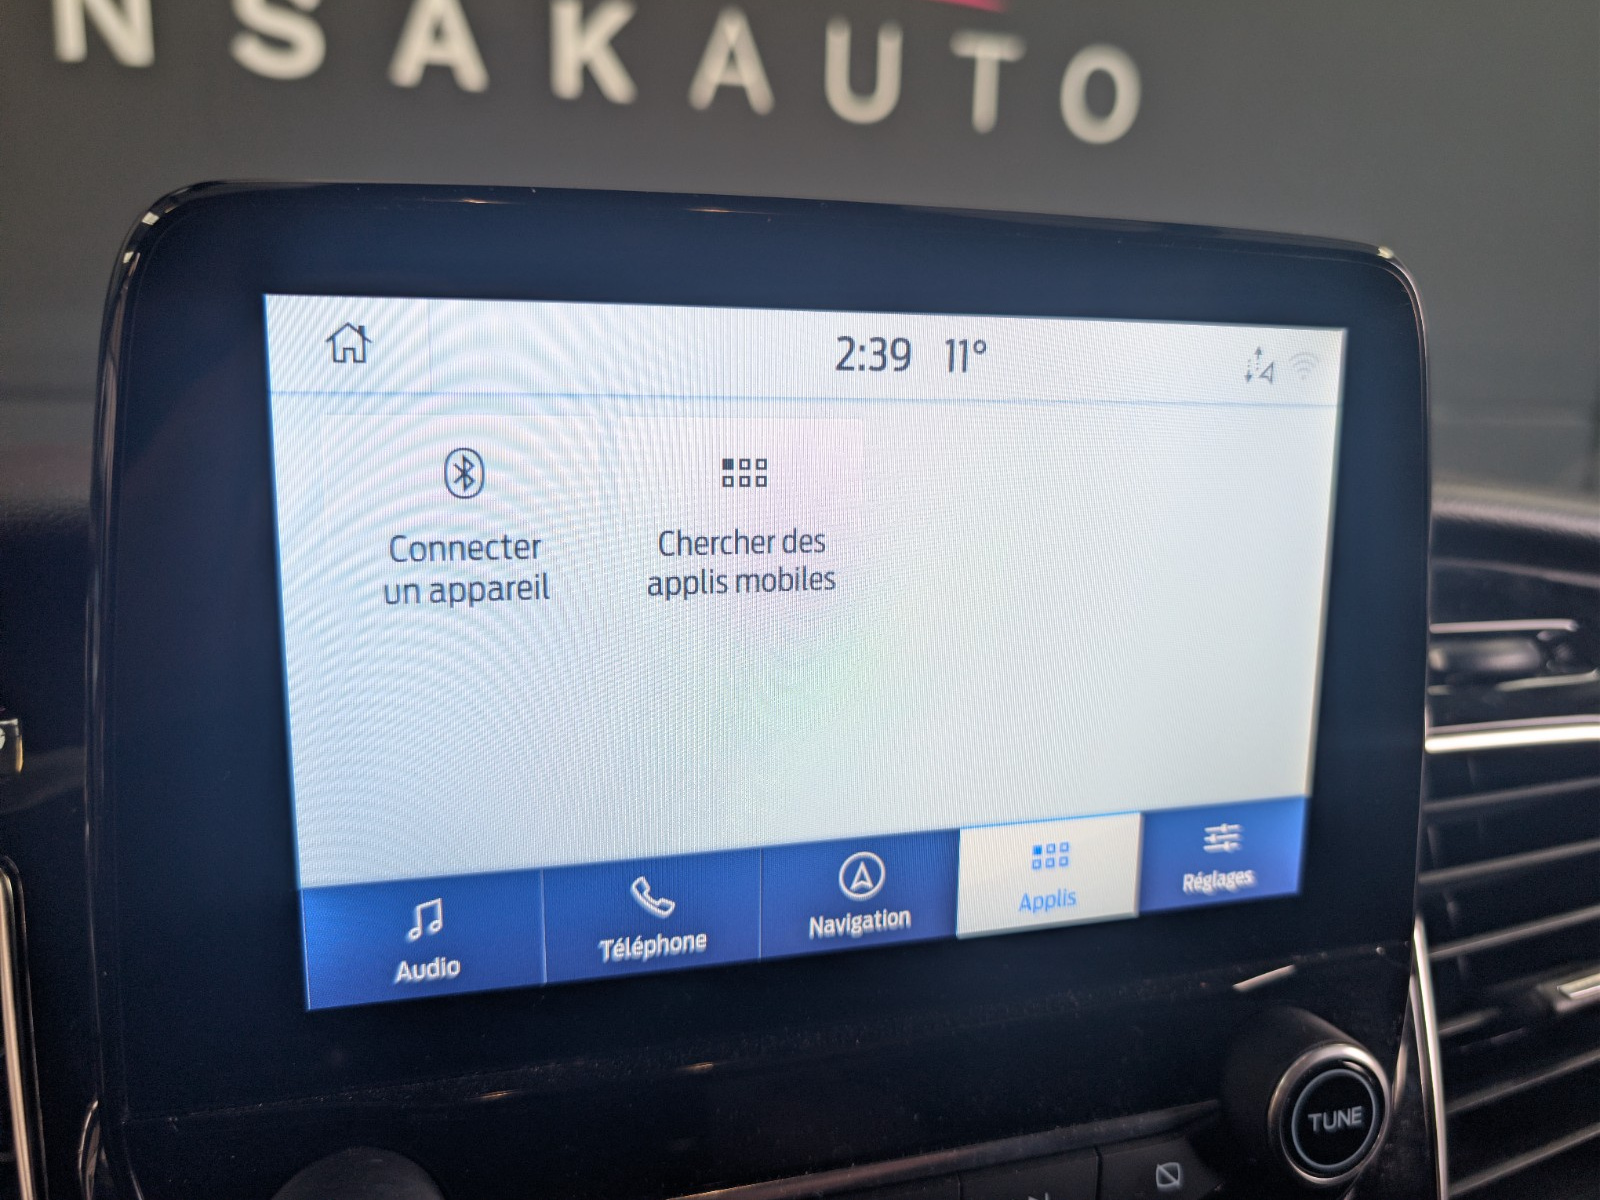 NSAKAUTO
2:39 11°
Connecter
un appareil
Chercher des
applis mobiles
Audio
Téléphone
Navigation
Applis
Réglages
TUNE